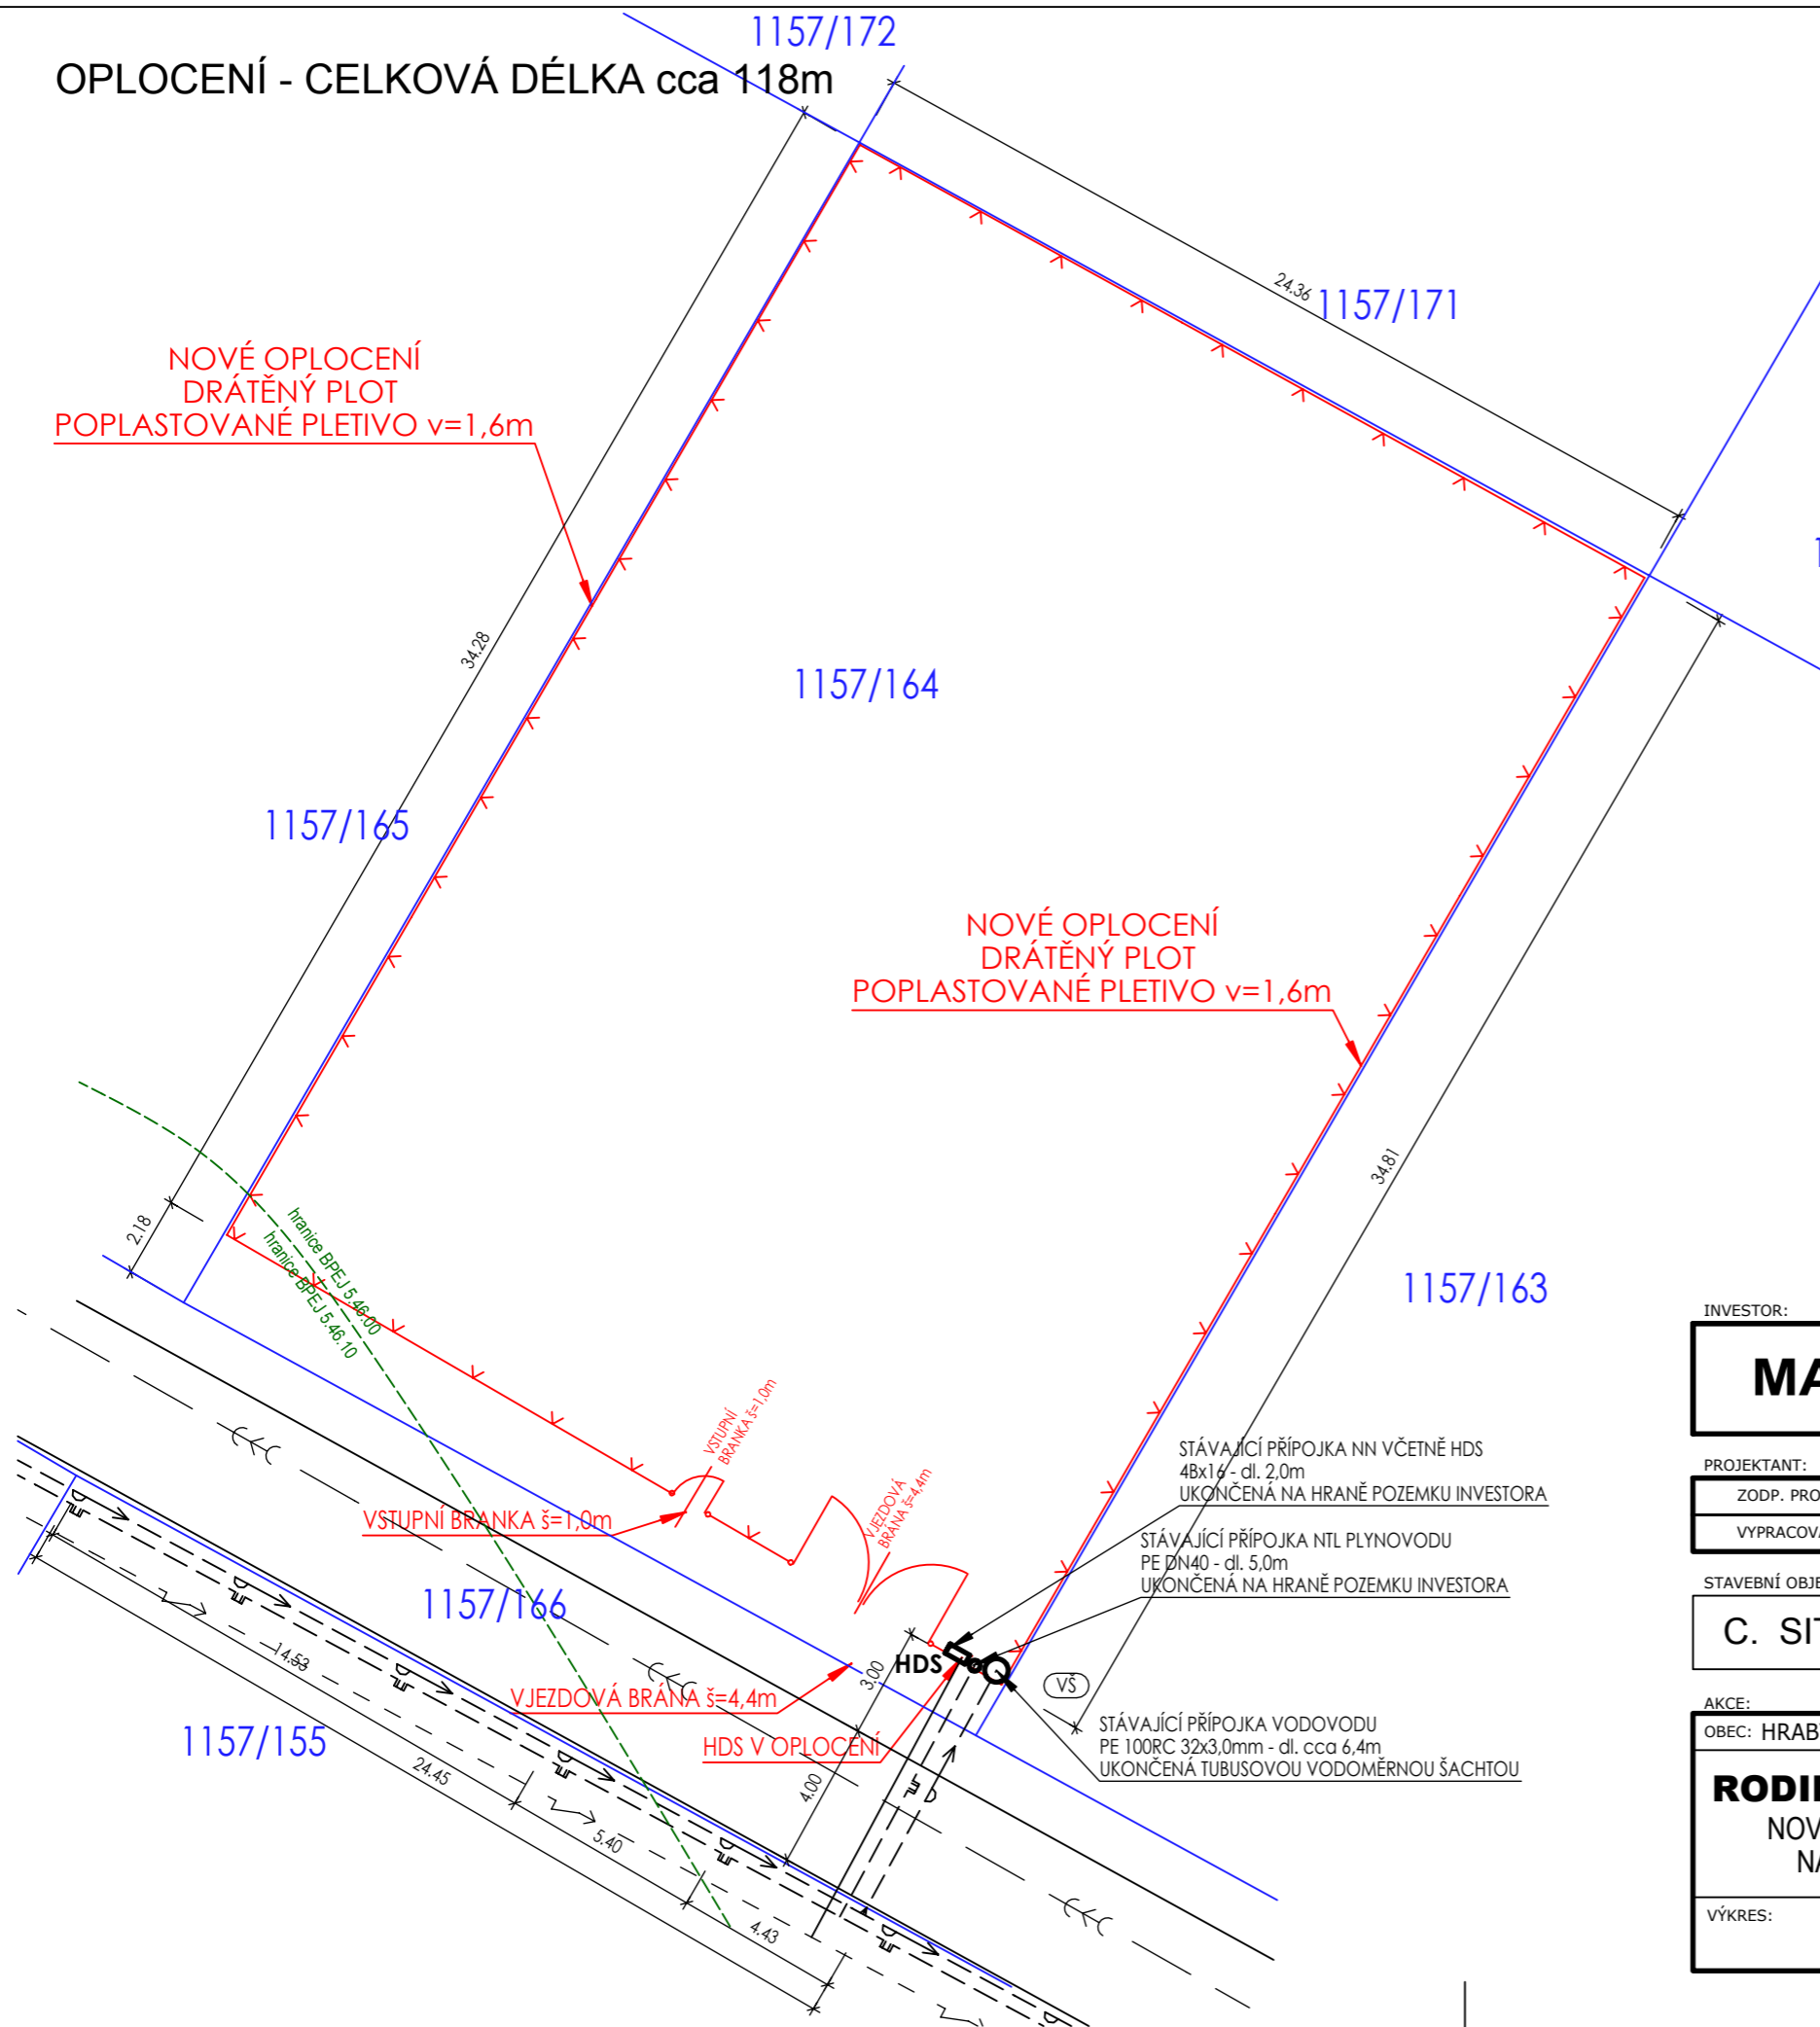 1157/172
OPLOCENÍ - CELKOVÁ DÉLKA cca 118m
24.36
1157/171
NOVÉ OPLOCENÍ
DRÁTĚNÝ PLOT
POPLASTOVANÉ PLETIVO v=1,6m
34.28
1157/164
1157/165
NOVÉ OPLOCENÍ
DRÁTĚNÝ PLOT
POPLASTOVANÉ PLETIVO v=1,6m
34.81
2.18
hranice BPEJ 5.46.00
hranice BPEJ 5.46.10
1157/163
VSTUPNÍ
BRANKA š=1,0m
VJEZDOVÁ
BRÁNA š=4,4m
VSTUPNÍ BRANKA š=1,0m
STÁVAJÍCÍ PŘÍPOJKA NN VČETNĚ HDS
4Bx16 - dl. 2,0m
UKONČENÁ NA HRANĚ POZEMKU INVESTORA
STÁVAJÍCÍ PŘÍPOJKA NTL PLYNOVODU
PE DN40 - dl. 5,0m
UKONČENÁ NA HRANĚ POZEMKU INVESTORA
1157/166
14.53
3.00
HDS
VŠ
VJEZDOVÁ BRÁNA š=4,4m
HDS V OPLOCENÍ
STÁVAJÍCÍ PŘÍPOJKA VODOVODU
PE 100RC 32x3,0mm - dl. cca 6,4m
UKONČENÁ TUBUSOVOU VODOMĚRNOU ŠACHTOU
1157/155
24.45
4.00
5.40
4.43
INVESTOR:
MA
PROJEKTANT:
ZODP. PRO
VYPRACOVA
STAVEBNÍ OBJE
C. SIT
AKCE:
OBEC: HRAB
RODI
NOV
NA
VÝKRES: